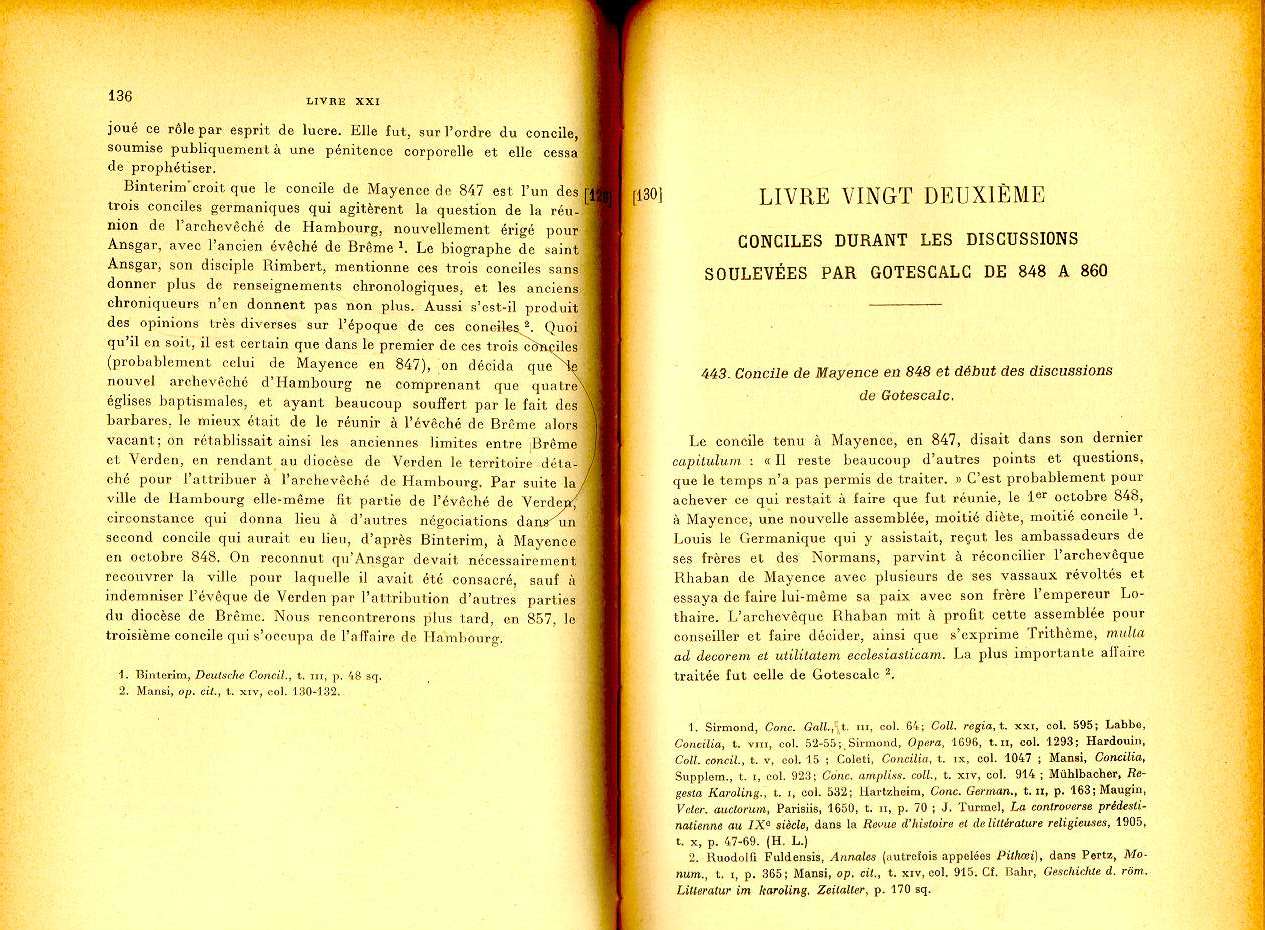 136
LIVRE XXI
joué ce rôle par esprit de lucre. Elle fut, sur l'ordre du concile,
soumise publiquement à une pénitence corporelle et elle cessa
de prophétiser.
Binterim croit que le concile de Mayence de 847 est l'un des
trois conciles germaniques qui agitèrent la question de la réu-
nion de l'archevêché de Hambourg, nouvellement érigé pour
Ansgar, avec l'ancien évêché de Brême 1. Le biographe de saint
Ansgar, son disciple Rimbert, mentionne ces trois conciles sans
donner plus de renseignements chronologiques, et les anciens
chroniqueurs n'en donnent pas non plus. Aussi s'est-il produit
des opinions très diverses sur l'époque de ces conciles 2. Quoi
qu'il en soit, il est certain que dans le premier de ces trois conciles
(probablement celui de Mayence en 847), on décida que le
nouvel archevêché d'Hambourg ne comprenant que quatre
églises baptismales, et ayant beaucoup souffert par le fait des
barbares, le mieux était de le réunir à l'évêché de Brême alors
vacant; on rétablissait ainsi les anciennes limites entre Brême
et Verden, en rendant au diocèse de Verden le territoire déta-
ché pour l'attribuer à l'archevêché de Hambourg. Par suite la
ville de Hambourg elle-même fit partie de l'évêché de Verden,
circonstance qui donna lieu à d'autres négociations dans un
second concile qui aurait eu lieu, d'après Binterim, à Mayence
en octobre 848. On reconnut qu'Ansgar devait nécessairement
recouvrer la ville pour laquelle il avait été consacré, sauf à
indemniser l'évêque de Verden par l'attribution d'autres parties
du diocèse de Brême. Nous rencontrerons plus tard, en 857, le
troisième concile qui s'occupa de l'affaire de Hambourg.
1. Binterim, Deutsche Concil., t. III, p. 48 sq.
2. Mansi, op. cit., t. XIV, col. 130-132.
[130]
LIVRE VINGT DEUXIÈME
CONCILES DURANT LES DISCUSSIONS
SOULEVÉES PAR GOTESCALC DE 848 A 860
443. Concile de Mayence en 848 et début des discussions
de Gotescalc.
Le concile tenu à Mayence, en 847, disait dans son dernier
capitulum : « Il reste beaucoup d'autres points et questions,
que le temps n'a pas permis de traiter. » C'est probablement pour
achever ce qui restait à faire que fut réunie, le 1er octobre 848,
à Mayence, une nouvelle assemblée, moitié diète, moitié concile 1.
Louis le Germanique qui y assistait, reçut les ambassadeurs de
ses frères et des Normans, parvint à réconcilier l'archevêque
Rhaban de Mayence avec plusieurs de ses vassaux révoltés et
essaya de faire lui-même sa paix avec son frère l'empereur Lo-
thaire. L'archevêque Rhaban mit à profit cette assemblée pour
conseiller et faire décider, ainsi que s'exprime Trithème, multa
ad decorem et utilitatem ecclesiasticam. La plus importante affaire
traitée fut celle de Gotescalc 2.
1. Sirmond, Conc. Gall., t. III, col. 64; Coll. regia, t. XXI, col. 595; Labbe,
Concilia, t. VIII, col. 52-55; Sirmond, Opera, 1696, t. II, col. 1293; Hardouin,
Coll. concil., t. V, col. 15 ; Coleti, Concilia, t. IX, col. 1047 ; Mansi, Concilia,
Supplem., t. I, col. 923; Conc. ampliss. coll., t. XIV, col. 914 ; Mühlbacher, Re-
gesta Karoling., t. I, col. 532; Hartzheim, Conc. German., t. II, p. 163; Maugin,
Veter. auctorum, Parisiis, 1650, t. II, p. 70 ; J. Turmel, La controverse prédesti-
natienne au IXe siècle, dans la Revue d'histoire et de littérature religieuses, 1905,
t. X, p. 47-69. (H. L.)
2. Ruodolfi Fuldensis, Annales (autrefois appelées Pithœi), dans Pertz, Mo-
num., t. I, p. 365; Mansi, op. cit., t. XIV, col. 915. Cf. Bahr, Geschichte d. röm.
Litteratur im karoling. Zeitalter, p. 170 sq.